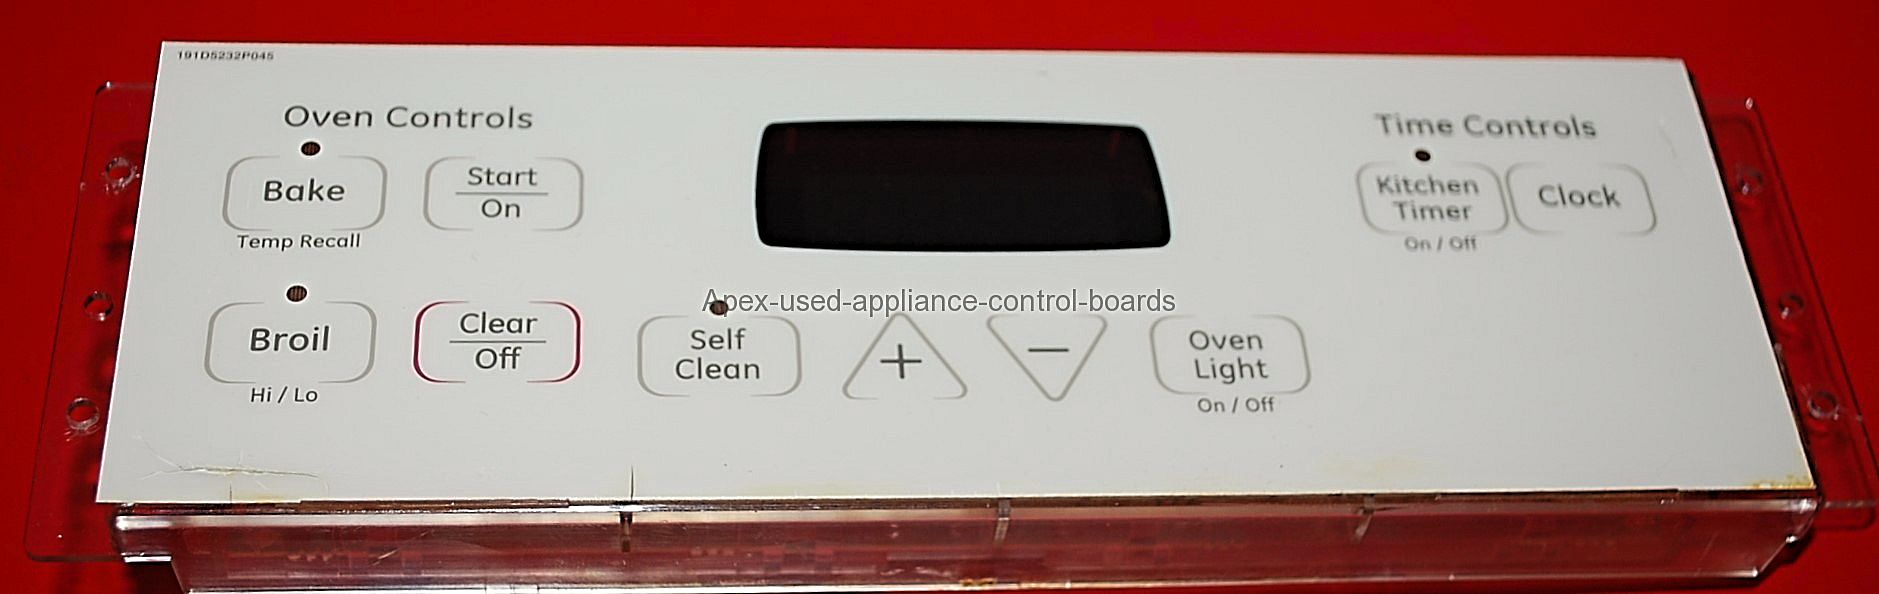 191D5232P045
Oven Controls
Time Controls
Bake
Start
On
Kitchen
Timer
Clock
Temp Recall
On / Off
Apex-used-appliance-control-boards
Broil
Clear
Off
Self
Clean
+
−
Oven
Light
Hi / Lo
On / Off